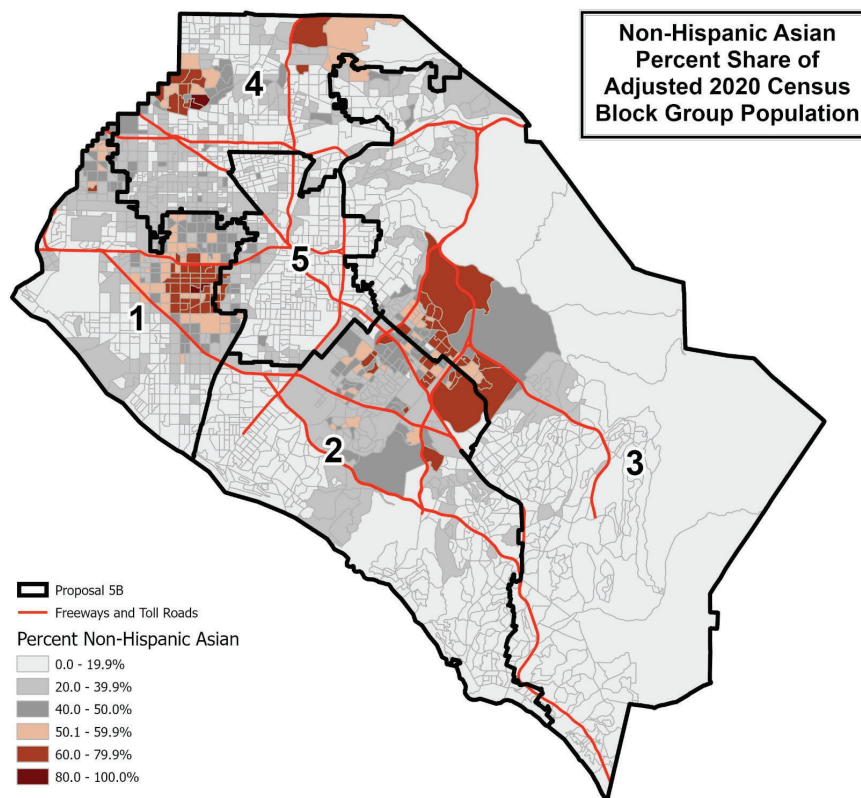 Non-Hispanic Asian
Percent Share of
Adjusted 2020 Census
Block Group Population
4
5
1
2
3
Proposal 5B
Freeways and Toll Roads
Percent Non-Hispanic Asian
0.0 - 19.9%
20.0 - 39.9%
40.0 - 50.0%
50.1 - 59.9%
60.0 - 79.9%
80.0 - 100.0%